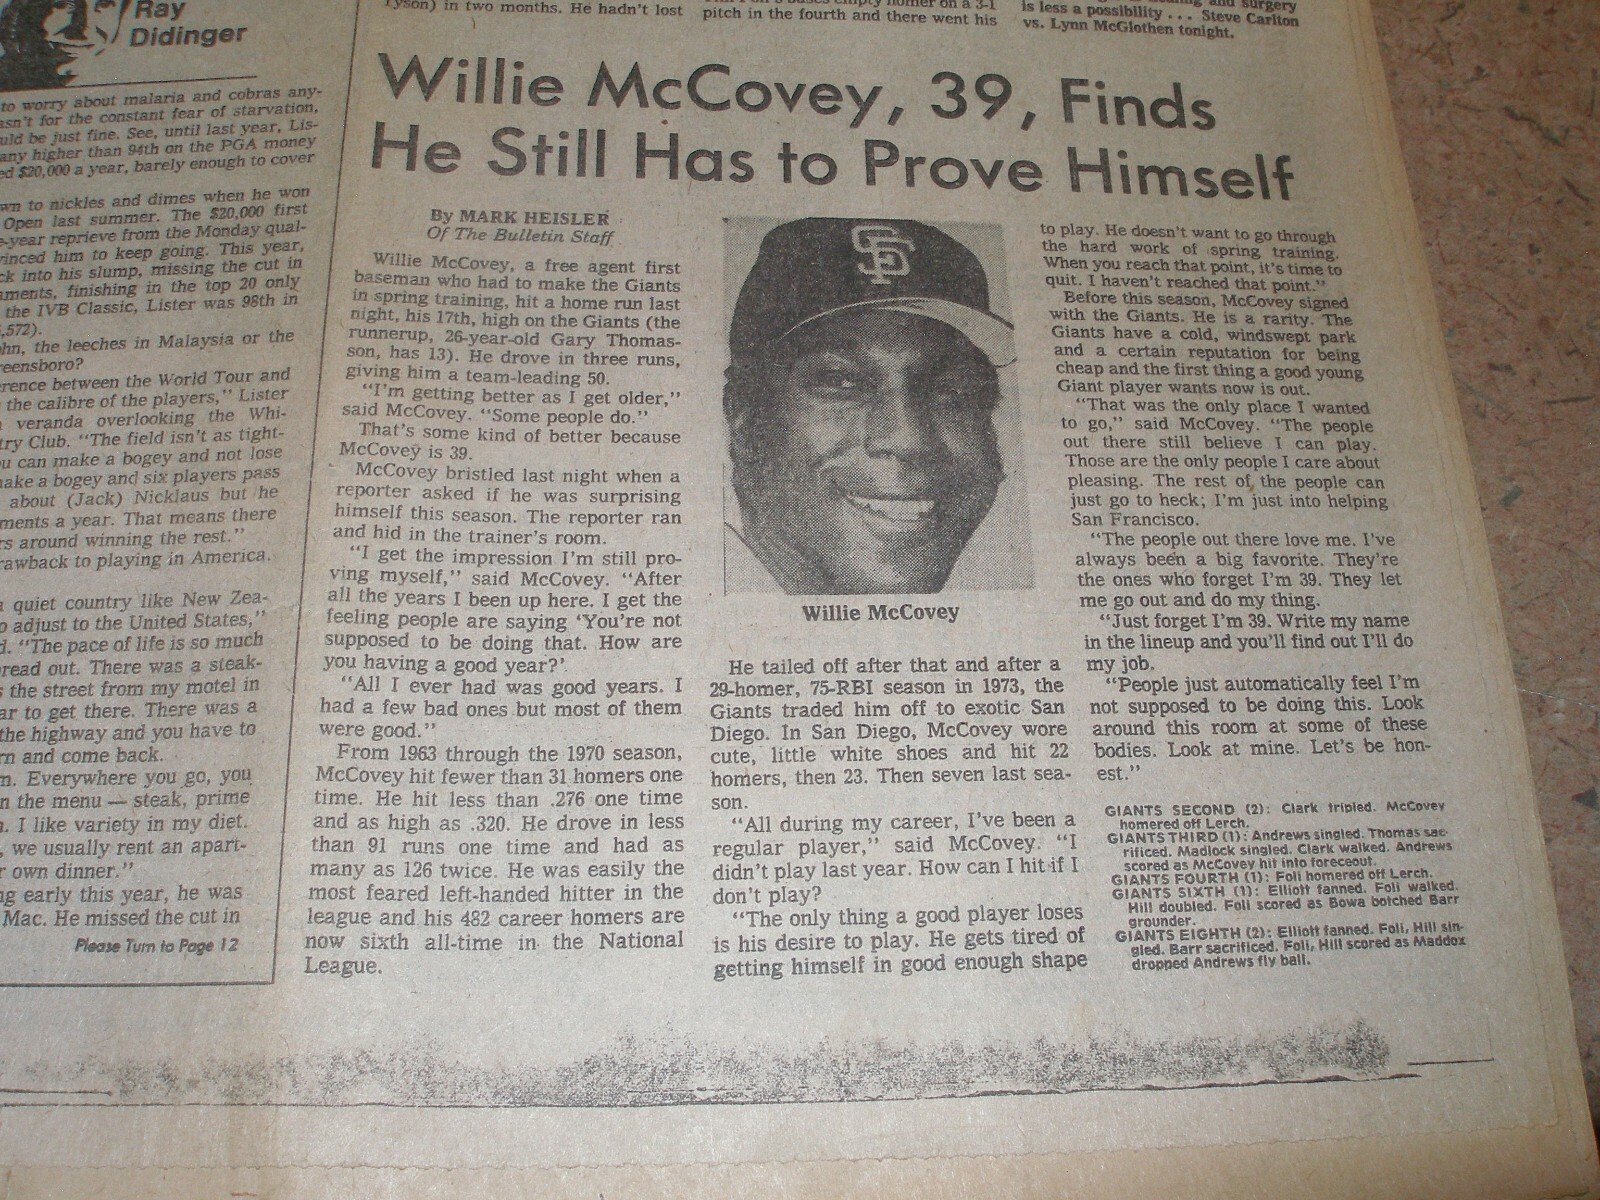 Ray
Didinger
to worry about malaria and cobras any-
asn't for the constant fear of starvation,
uld be just fine. See, until last year, Lis-
any higher than 94th on the PGA money
ed $20,000 a year, barely enough to cover
wn to nickles and dimes when he won
Open last summer. The $20,000 first
e-year reprieve from the Monday qual-
vinced him to keep going. This year,
ck into his slump, missing the cut in
aments, finishing in the top 20 only
the IVB Classic, Lister was 98th in
,572).
ohn, the leeches in Malaysia or the
reensboro?
rence between the World Tour and
the calibre of the players," Lister
veranda overlooking the Whi-
try Club. "The field isn't as tight-
u can make a bogey and not lose
ake a bogey and six players pass
about (Jack) Nicklaus but he
ments a year. That means there
rs around winning the rest."
rawback to playing in America.
a quiet country like New Zea-
o adjust to the United States,"
d. "The pace of life is so much
read out. There was a steak-
s the street from my motel in
ar to get there. There was a
the highway and you have to
rn and come back.
n. Everywhere you go, you
n the menu — steak, prime
. I like variety in my diet.
, we usually rent an apart-
r own dinner."
ng early this year, he was
Mac. He missed the cut in
Please Turn to Page 12
Tyson) in two months. He hadn't lost
homer on a 3-1
pitch in the fourth and there went his
and surgery
is less a possibility . . . Steve Carlton
vs. Lynn McGlothen tonight.
Willie McCovey, 39, Finds
He Still Has to Prove Himself
By MARK HEISLER
Of The Bulletin Staff
Willie McCovey, a free agent first
baseman who had to make the Giants
in spring training, hit a home run last
night, his 17th, high on the Giants (the
runnerup, 26-year-old Gary Thomas-
son, has 13). He drove in three runs,
giving him a team-leading 50.
"I'm getting better as I get older,"
said McCovey. "Some people do."
That's some kind of better because
McCovey is 39.
McCovey bristled last night when a
reporter asked if he was surprising
himself this season. The reporter ran
and hid in the trainer's room.
"I get the impression I'm still pro-
ving myself," said McCovey. "After
all the years I been up here. I get the
feeling people are saying 'You're not
supposed to be doing that. How are
you having a good year?'
"All I ever had was good years. I
had a few bad ones but most of them
were good."
From 1963 through the 1970 season,
McCovey hit fewer than 31 homers one
time. He hit less than .276 one time
and as high as .320. He drove in less
than 91 runs one time and had as
many as 126 twice. He was easily the
most feared left-handed hitter in the
league and his 482 career homers are
now sixth all-time in the National
League.
SF
Willie McCovey
He tailed off after that and after a
29-homer, 75-RBI season in 1973, the
Giants traded him off to exotic San
Diego. In San Diego, McCovey wore
cute, little white shoes and hit 22
homers, then 23. Then seven last sea-
son.
"All during my career, I've been a
regular player," said McCovey. "I
didn't play last year. How can I hit if I
don't play?
"The only thing a good player loses
is his desire to play. He gets tired of
getting himself in good enough shape
to play. He doesn't want to go through
the hard work of spring training.
When you reach that point, it's time to
quit. I haven't reached that point."
Before this season, McCovey signed
with the Giants. He is a rarity. The
Giants have a cold, windswept park
and a certain reputation for being
cheap and the first thing a good young
Giant player wants now is out.
"That was the only place I wanted
to go," said McCovey. "The people
out there still believe I can play.
Those are the only people I care about
pleasing. The rest of the people can
just go to heck; I'm just into helping
San Francisco.
"The people out there love me. I've
always been a big favorite. They're
the ones who forget I'm 39. They let
me go out and do my thing.
"Just forget I'm 39. Write my name
in the lineup and you'll find out I'll do
my job.
"People just automatically feel I'm
not supposed to be doing this. Look
around this room at some of these
bodies. Look at mine. Let's be hon-
est."
GIANTS SECOND (2): Clark tripled. McCovey
homered off Lerch.
GIANTS THIRD (1): Andrews singled. Thomas sac-
rificed. Madlock singled. Clark walked. Andrews
scored as McCovey hit into foreceout.
GIANTS FOURTH (1): Foli homered off Lerch.
GIANTS SIXTH (1): Elliott fanned. Foli walked.
Hill doubled. Foli scored as Bowa botched Barr
grounder.
GIANTS EIGHTH (2): Elliott fanned. Foli, Hill sin-
gled. Barr sacrificed. Foli, Hill scored as Maddox
dropped Andrews fly ball.